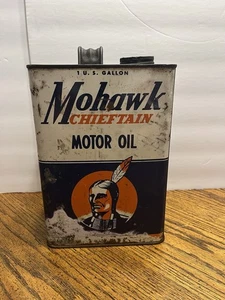 1 U.S. GALLON
Mohawk
CHIEFTAIN
MOTOR OIL